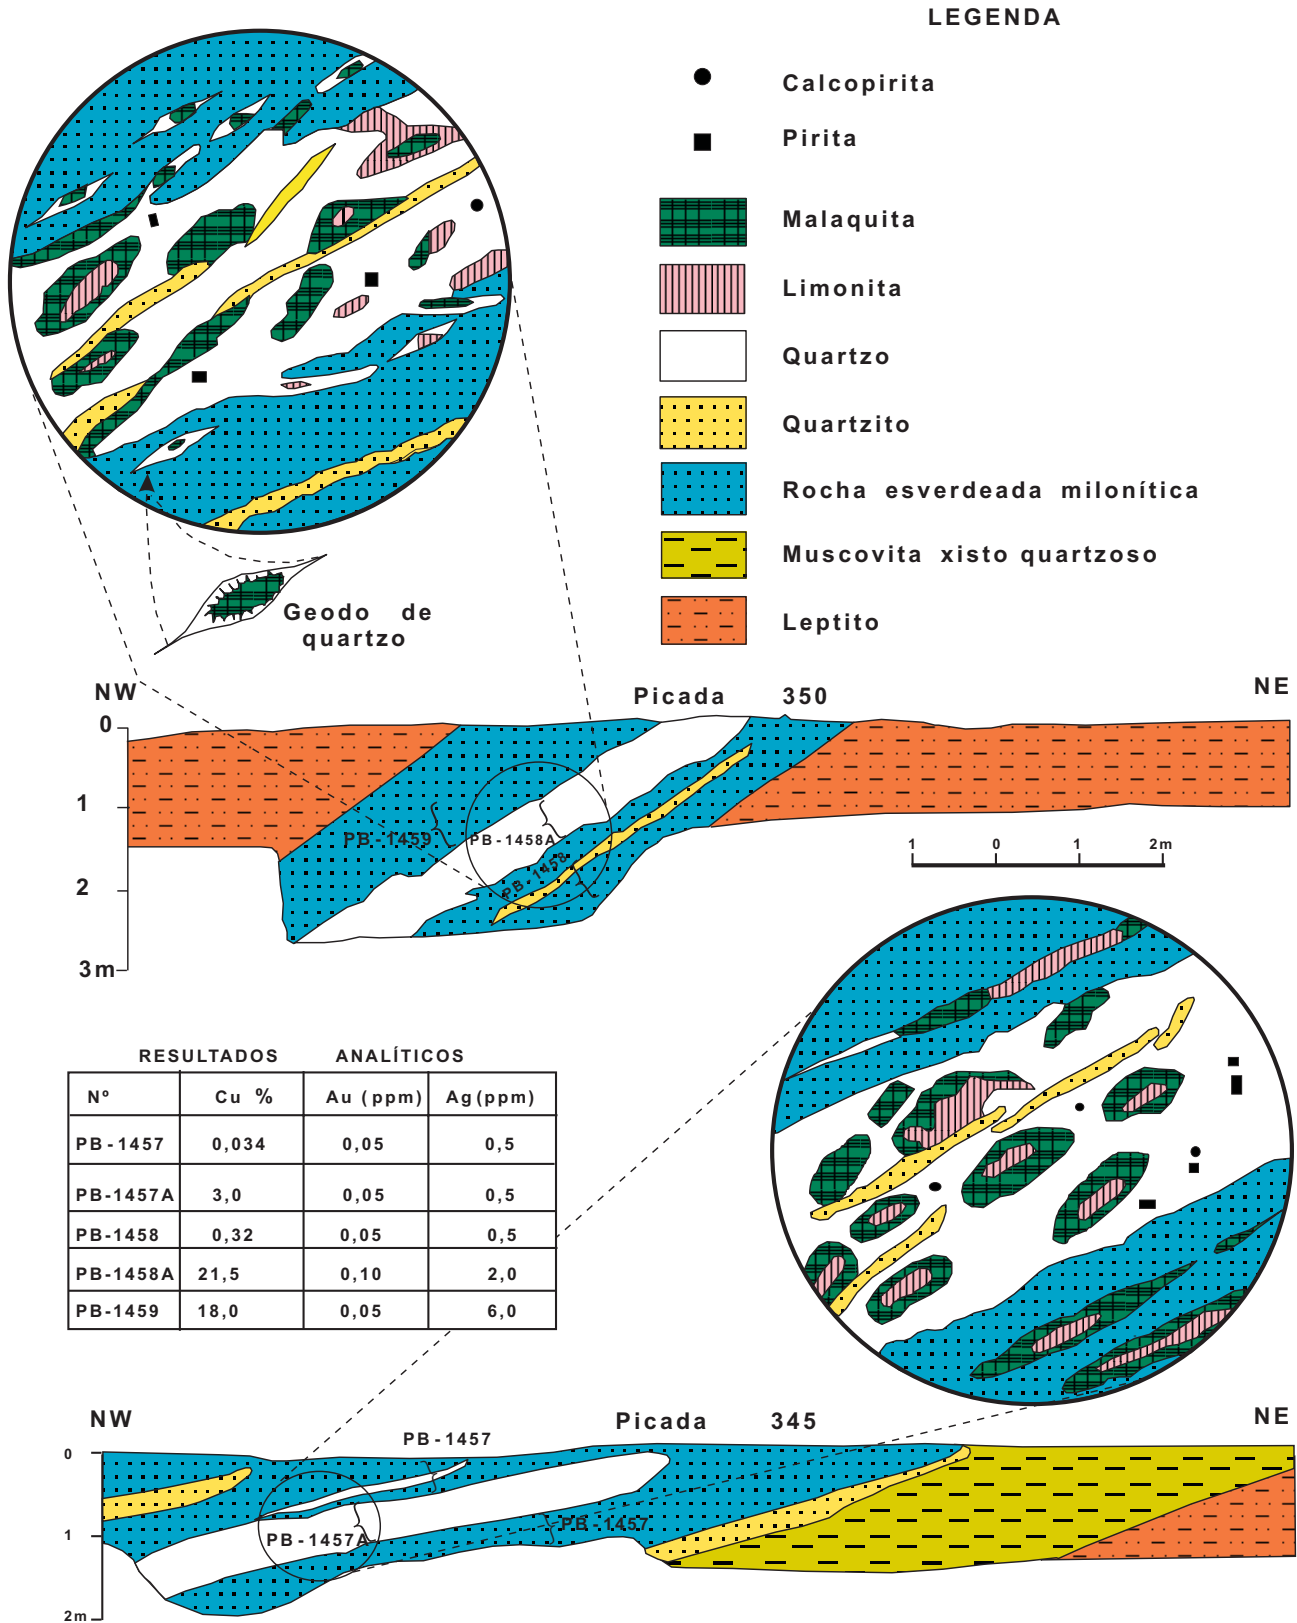 LEGENDA
Calcopirita
Pirita
Malaquita
Limonita
Quartzo
Quartzito
Rocha esverdeada milonítica
Muscovita xisto quartzoso
Leptito
Geodo de
quartzo
NW
Picada 350
NE
0
1
2
3m
PB-1459
PB-1458A
PB-1458
1 0 1 2m
RESULTADOS ANALÍTICOS
Nº Cu % Au (ppm) Ag(ppm)
PB-1457 0,034 0,05 0,5
PB-1457A 3,0 0,05 0,5
PB-1458 0,32 0,05 0,5
PB-1458A 21,5 0,10 2,0
PB-1459 18,0 0,05 6,0
NW
Picada 345
NE
0
1
2m
PB-1457
PB-1457A
PB-1457